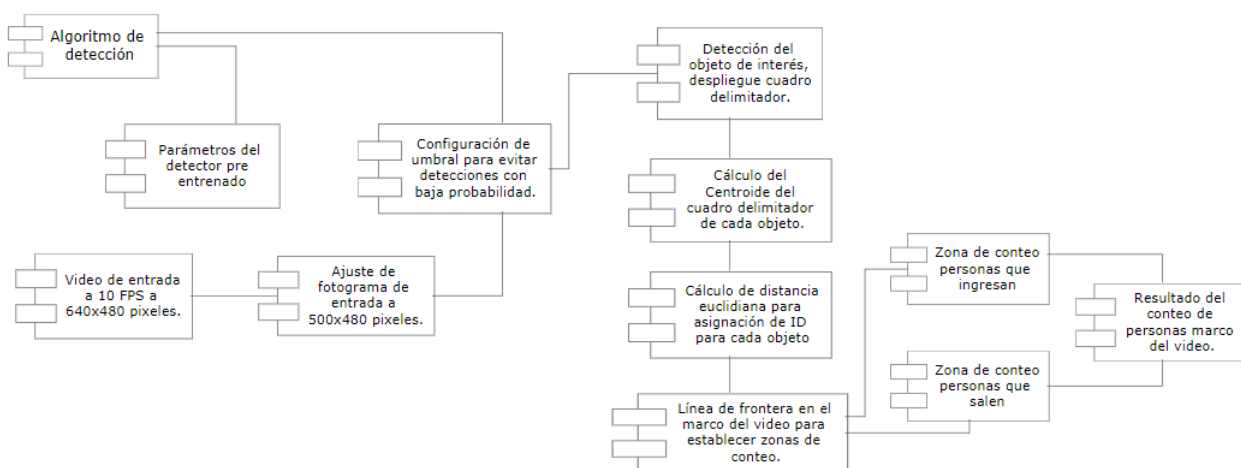 Algoritmo de
detección
Parámetros del
detector pre
entrenado
Configuración de
umbral para evitar
detecciones con
baja probabilidad.
Video de entrada
a 10 FPS a
640x480 pixeles.
Ajuste de
fotograma de
entrada a
500x480 pixeles.
Detección del
objeto de interés,
despliegue cuadro
delimitador.
Cálculo del
Centroide del
cuadro delimitador
de cada objeto.
Cálculo de distancia
euclidiana para
asignación de ID
para cada objeto
Línea de frontera en el
marco del video para
establecer zonas de
conteo.
Zona de conteo
personas que
ingresan
Zona de conteo
personas que
salen
Resultado del
conteo de
personas marco
del video.